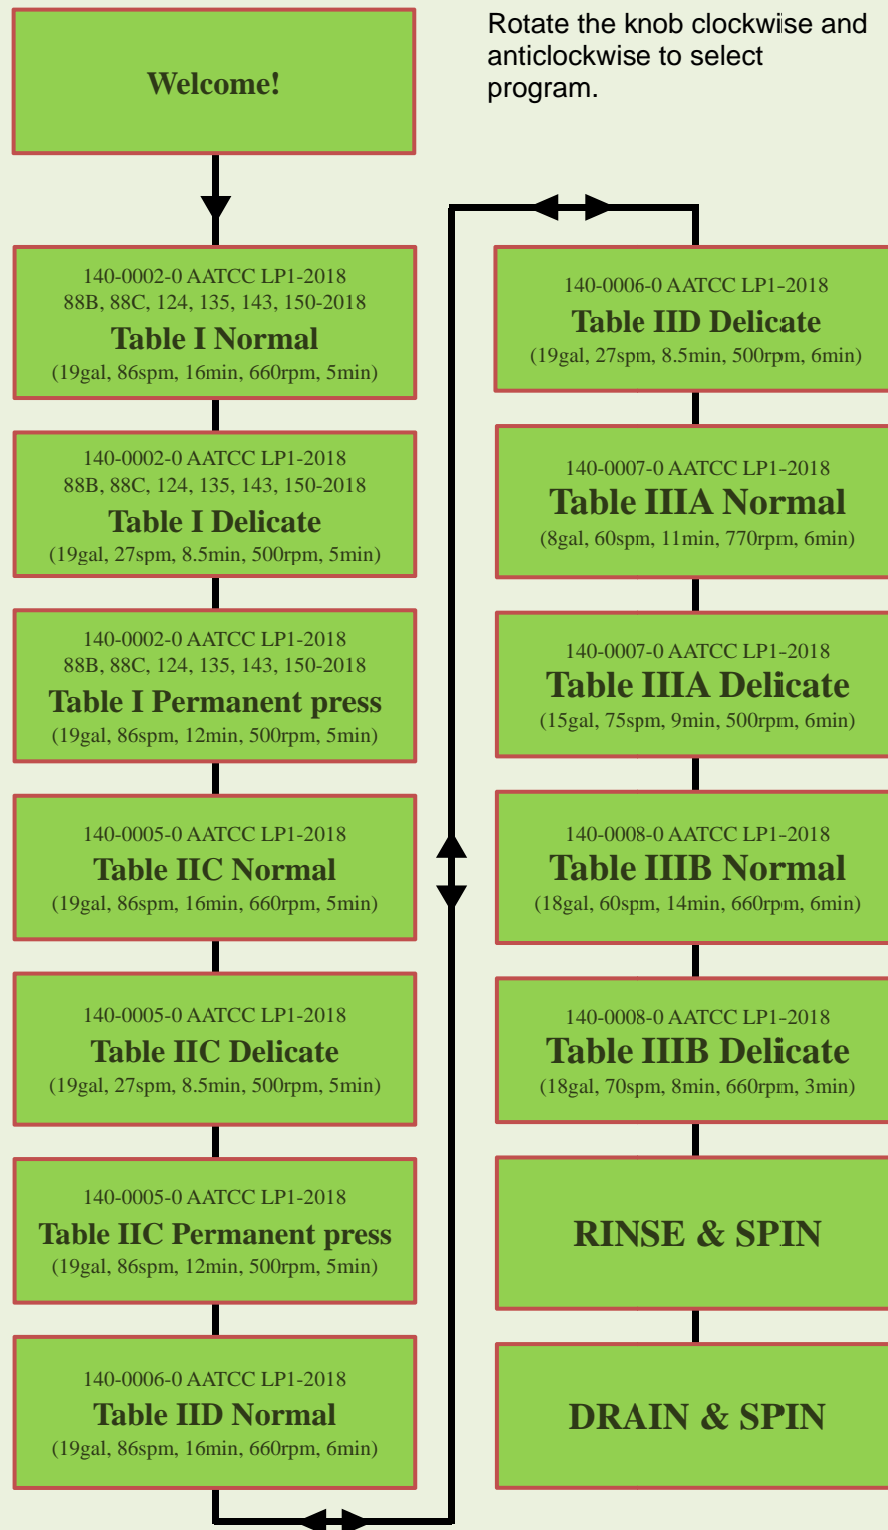 Welcome!
140-0002-0 AATCC LP1-2018
88B, 88C, 124, 135, 143, 150-2018
Table I Normal
(19gal, 86spm, 16min, 660rpm, 5min)
140-0002-0 AATCC LP1-2018
88B, 88C, 124, 135, 143, 150-2018
Table I Delicate
(19gal, 27spm, 8.5min, 500rpm, 5min)
140-0002-0 AATCC LP1-2018
88B, 88C, 124, 135, 143, 150-2018
Table I Permanent press
(19gal, 86spm, 12min, 500rpm, 5min)
140-0005-0 AATCC LP1-2018
Table IIC Normal
(19gal, 86spm, 16min, 660rpm, 5min)
140-0005-0 AATCC LP1-2018
Table IIC Delicate
(19gal, 27spm, 8.5min, 500rpm, 5min)
140-0005-0 AATCC LP1-2018
Table IIC Permanent press
(19gal, 86spm, 12min, 500rpm, 5min)
140-0006-0 AATCC LP1-2018
Table IID Normal
(19gal, 86spm, 16min, 660rpm, 6min)
Rotate the knob clockwise and
anticlockwise to select
program.
140-0006-0 AATCC LP1-2018
Table IID Delicate
(19gal, 27spm, 8.5min, 500rpm, 6min)
140-0007-0 AATCC LP1-2018
Table IIIA Normal
(8gal, 60spm, 11min, 770rpm, 6min)
140-0007-0 AATCC LP1-2018
Table IIIA Delicate
(15gal, 75spm, 9min, 500rpm, 6min)
140-0008-0 AATCC LP1-2018
Table IIIB Normal
(18gal, 60spm, 14min, 660rpm, 6min)
140-0008-0 AATCC LP1-2018
Table IIIB Delicate
(18gal, 70spm, 8min, 660rpm, 3min)
RINSE & SPIN
DRAIN & SPIN